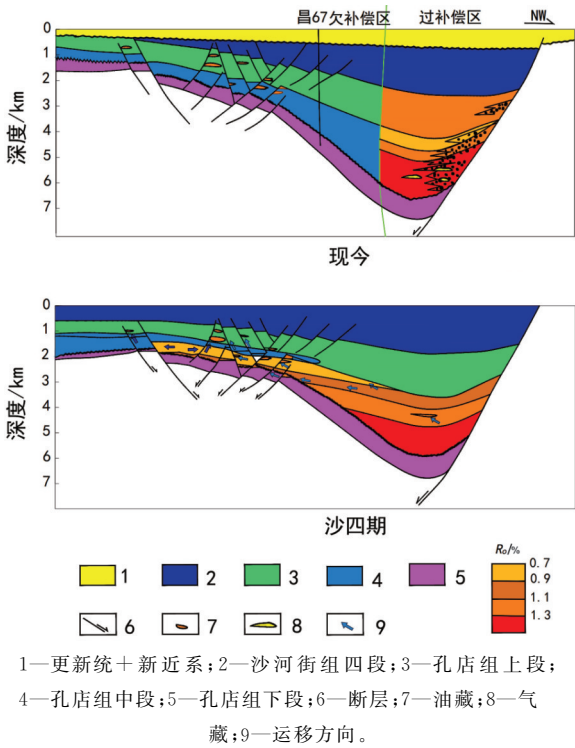 昌67欠补偿区 过补偿区 NW
0
1
2
3
4
5
6
7
深度/km
现今
0
1
2
3
4
5
6
7
深度/km
沙四期
1 2 3 4 5
6 7 8 9
Ro/%
0.7
0.9
1.1
1.3
1—更新统+新近系;2—沙河街组四段;3—孔店组上段;
4—孔店组中段;5—孔店组下段;6—断层;7—油藏;8—气
藏;9—运移方向。